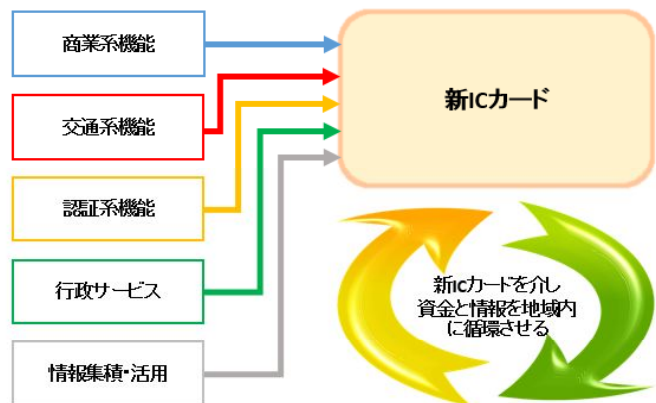 商業系機能
交通系機能
認証系機能
行政サービス
情報集積・活用
新ICカード
新ICカードを介し
資金と情報を地域内
に循環させる